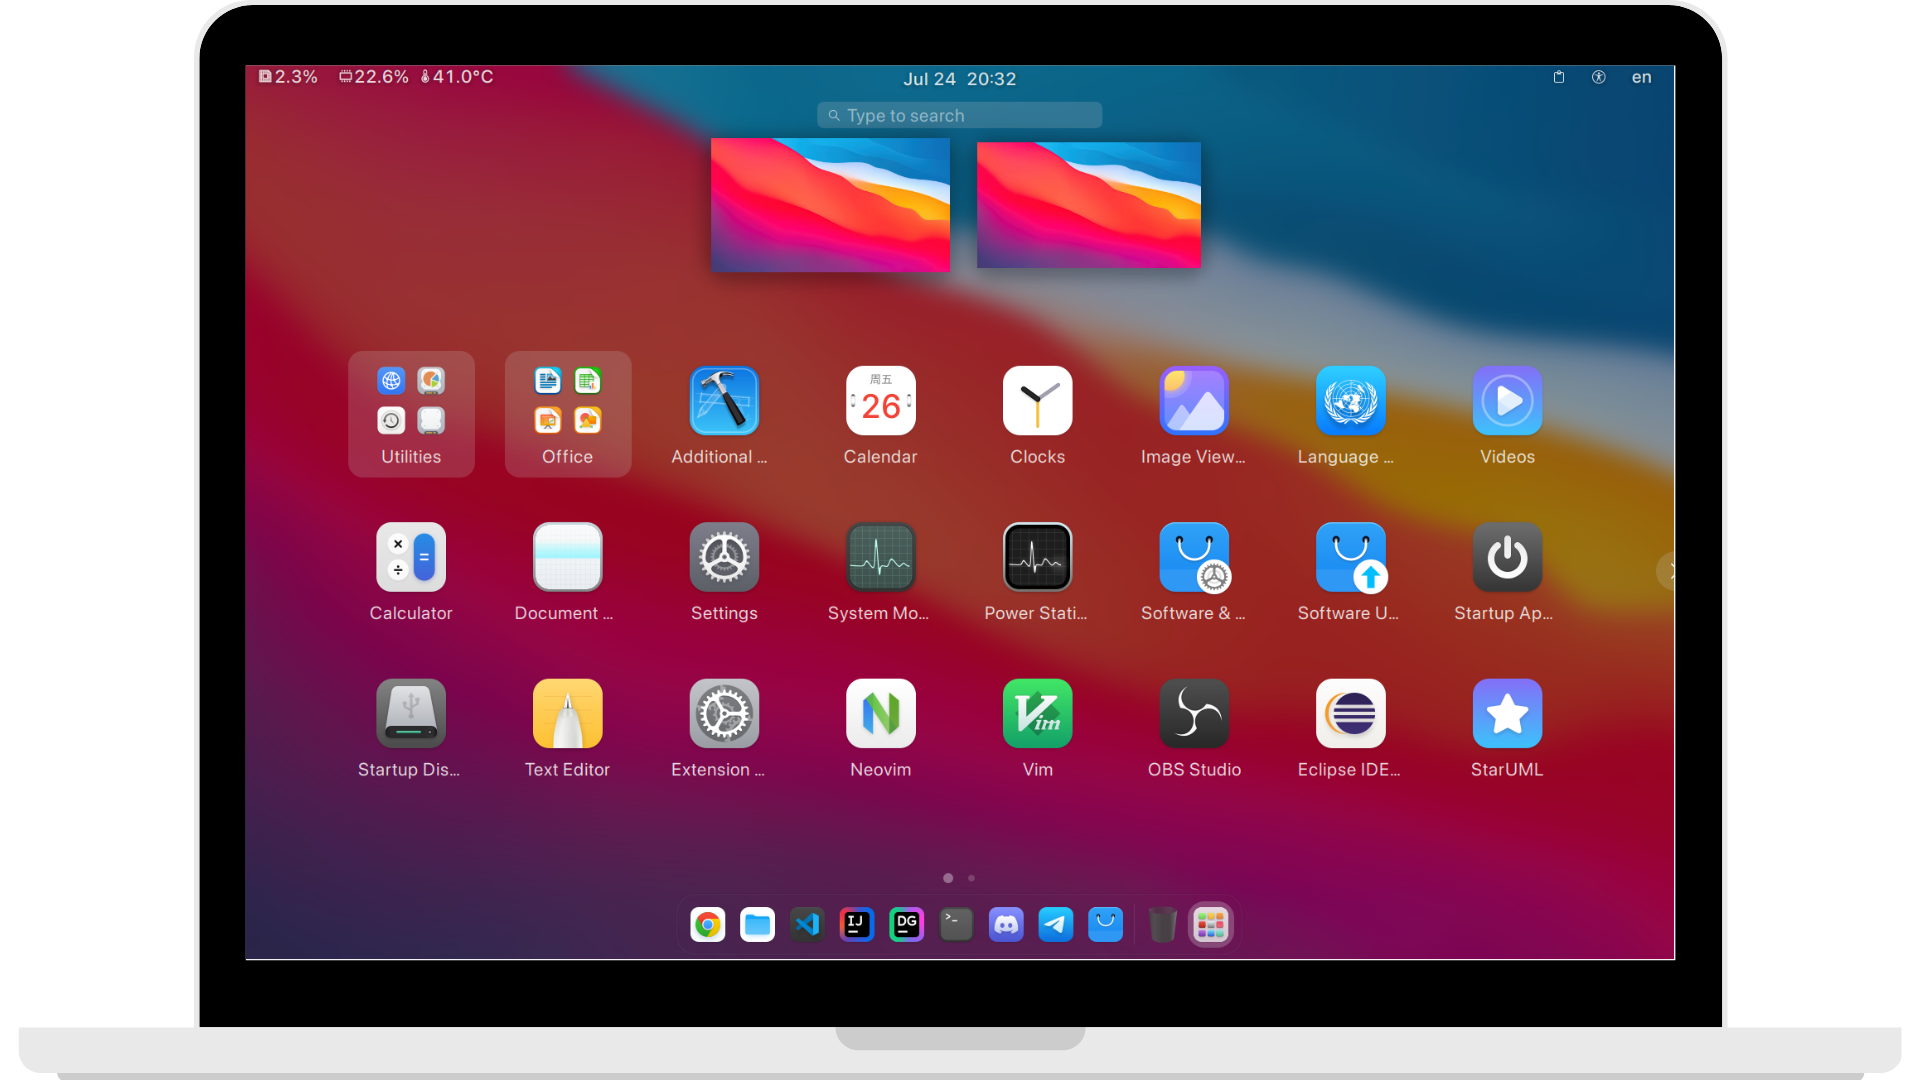 2.3% 22.6% 41.0°C
Jul 24 20:32
en
Type to search
周五
26
Utilities
Office
Additional ...
Calendar
Clocks
Image View...
Language ...
Videos
Calculator
Document ...
Settings
System Mo...
Power Stati...
Software & ...
Software U...
Startup Ap...
Vim
Startup Dis...
Text Editor
Extension ...
Neovim
Vim
OBS Studio
Eclipse IDE...
StarUML
IJ
DG
>-